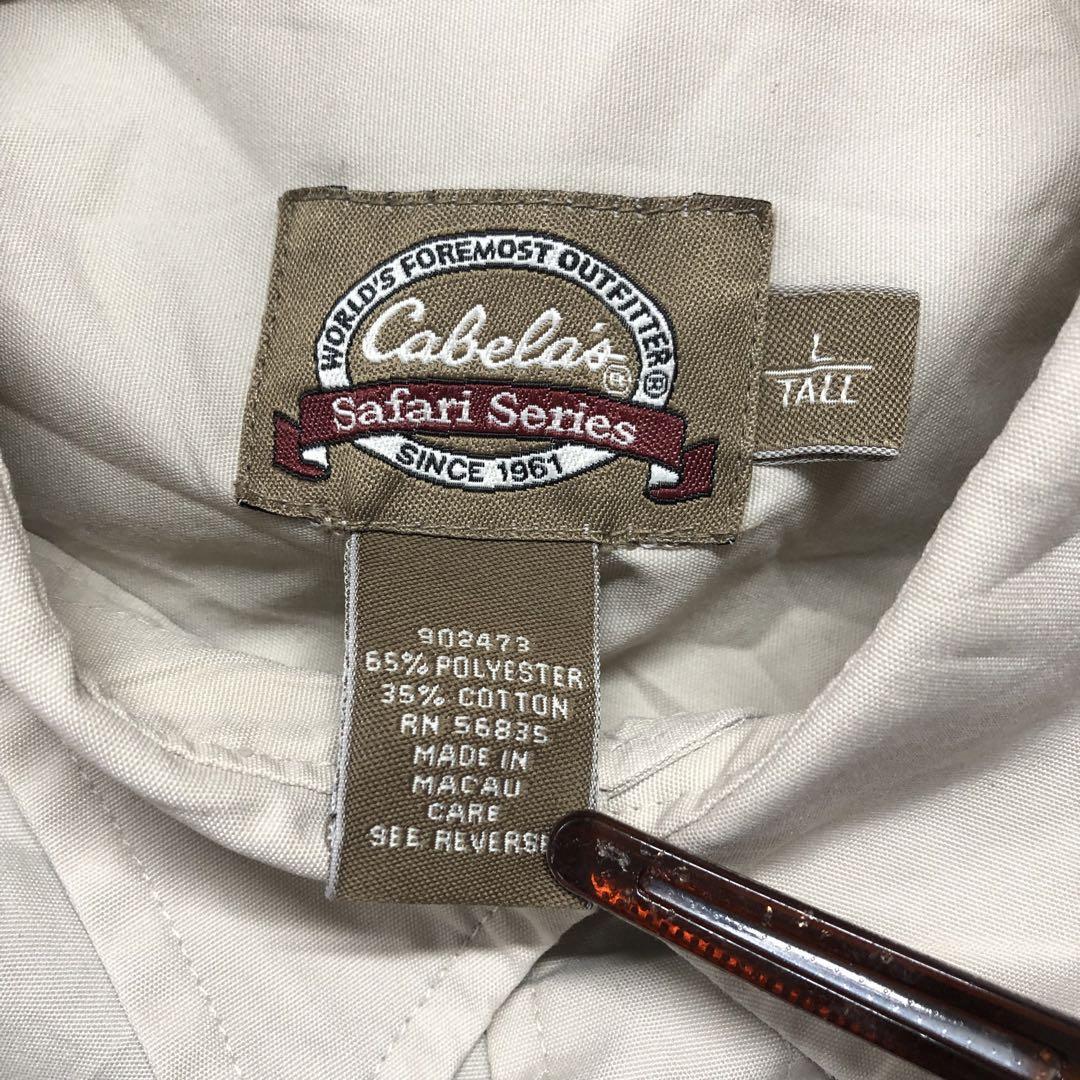 WORLD'S FOREMOST OUTFITTER®
Cabela's®
Safari Series
SINCE 1961
L
TALL
902473
65% POLYESTER
35% COTTON
RN 56835
MADE IN
MACAU
CARE
SEE REVERSE